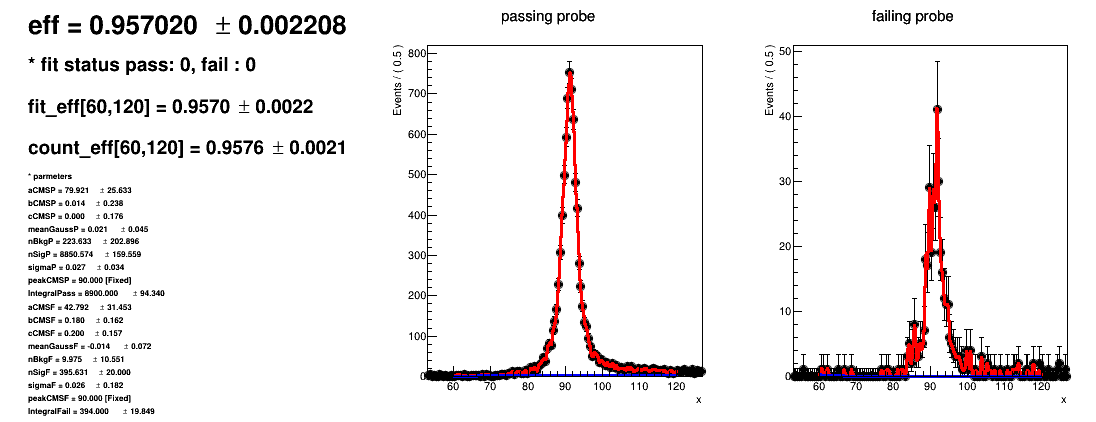 eff = 0.957020 ± 0.002208
* fit status pass: 0, fail : 0
fit_eff[60,120] = 0.9570 ± 0.0022
count_eff[60,120] = 0.9576 ± 0.0021
* parmeters
aCMSP = 79.921 ± 25.633
bCMSP = 0.014 ± 0.238
cCMSP = 0.000 ± 0.176
meanGaussP = 0.021 ± 0.045
nBkgP = 223.633 ± 202.896
nSigP = 8850.574 ± 159.559
sigmaP = 0.027 ± 0.034
peakCMSP = 90.000 [Fixed]
IntegralPass = 8900.000 ± 94.340
aCMSF = 42.792 ± 31.453
bCMSF = 0.180 ± 0.162
cCMSF = 0.200 ± 0.157
meanGaussF = -0.014 ± 0.072
nBkgF = 9.975 ± 10.551
nSigF = 395.631 ± 20.000
sigmaF = 0.026 ± 0.182
peakCMSF = 90.000 [Fixed]
IntegralFail = 394.000 ± 19.849
passing probe
Events / ( 0.5 )
800
700
600
500
400
300
200
100
0
60 70 80 90 100 110 120
x
failing probe
Events / ( 0.5 )
50
40
30
20
10
0
60 70 80 90 100 110 120
x